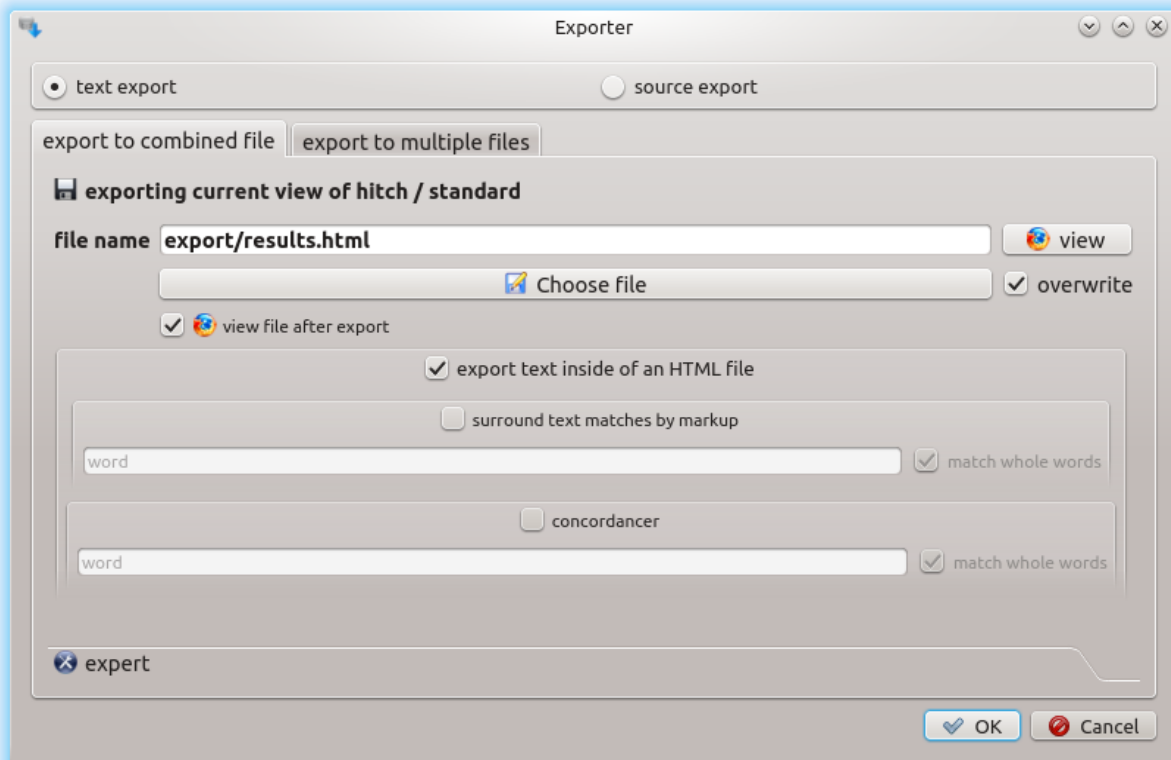 Exporter
text export source export
export to combined file export to multiple files
exporting current view of hitch / standard
file name export/results.html view
Choose file overwrite
view file after export
export text inside of an HTML file
surround text matches by markup
word match whole words
concordancer
word match whole words
expert
OK Cancel